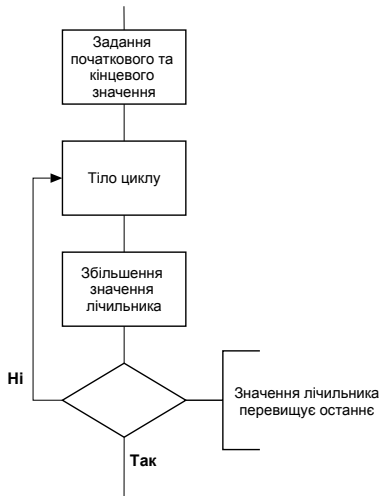 Задання
початкового та
кінцевого
значення
Тіло циклу
Збільшення
значення
лічильника
Ні
Значення лічильника
перевищує останнє
Так